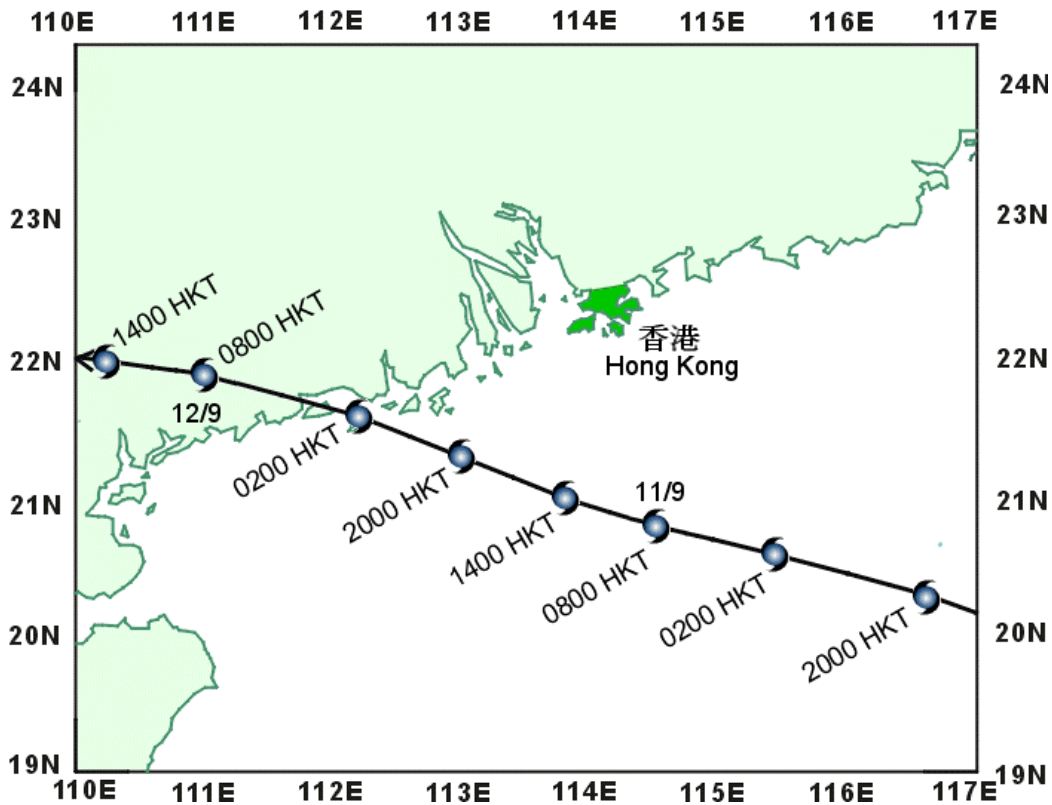 110E 111E 112E 113E 114E 115E 116E 117E
24N 24N
23N 23N
1400 HKT
0800 HKT
香港
22N 22N
Hong Kong
12/9
0200 HKT
2000 HKT
11/9
21N 21N
1400 HKT
0800 HKT
0200 HKT
2000 HKT
20N 20N
19N 19N
110E 111E 112E 113E 114E 115E 116E 117E